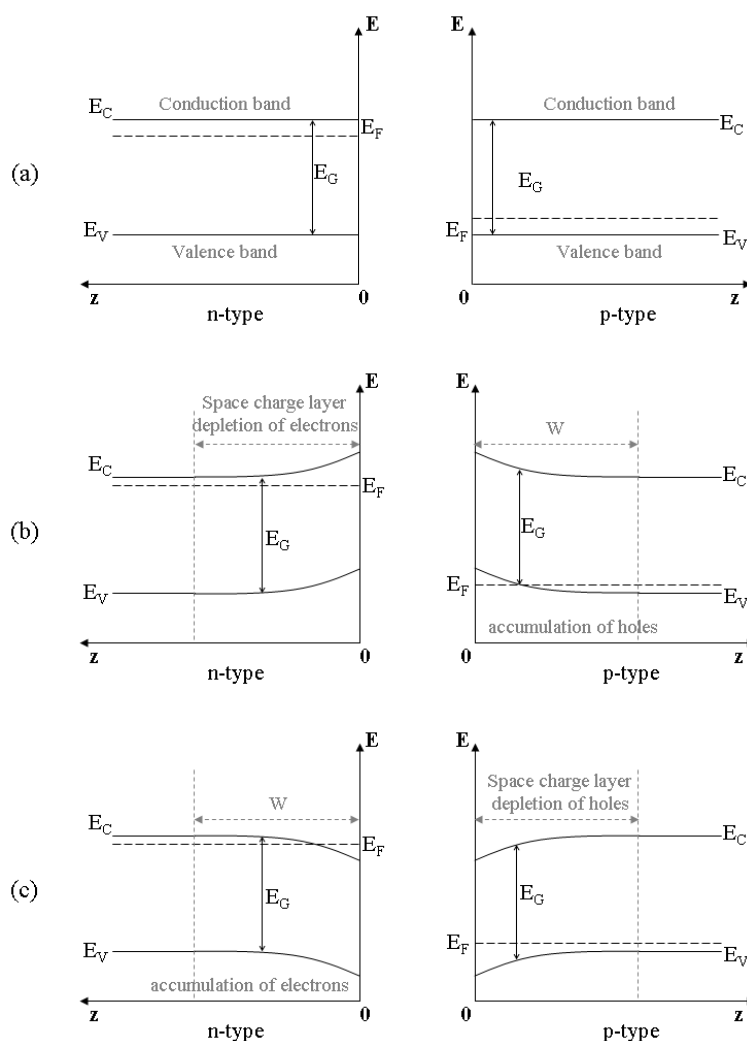 E
E
Conduction band
Conduction band
E_C
E_F
E_C
(a)
E_G
E_G
E_V
E_F
E_V
Valence band
Valence band
z
0
0
z
n-type
p-type
E
E
Space charge layer
depletion of electrons
W
E_C
E_F
E_C
(b)
E_G
E_G
E_V
E_F
E_V
accumulation of holes
z
0
0
z
n-type
p-type
E
E
W
Space charge layer
depletion of holes
E_C
E_F
E_C
(c)
E_G
E_G
E_V
E_F
E_V
accumulation of electrons
z
0
0
z
n-type
p-type